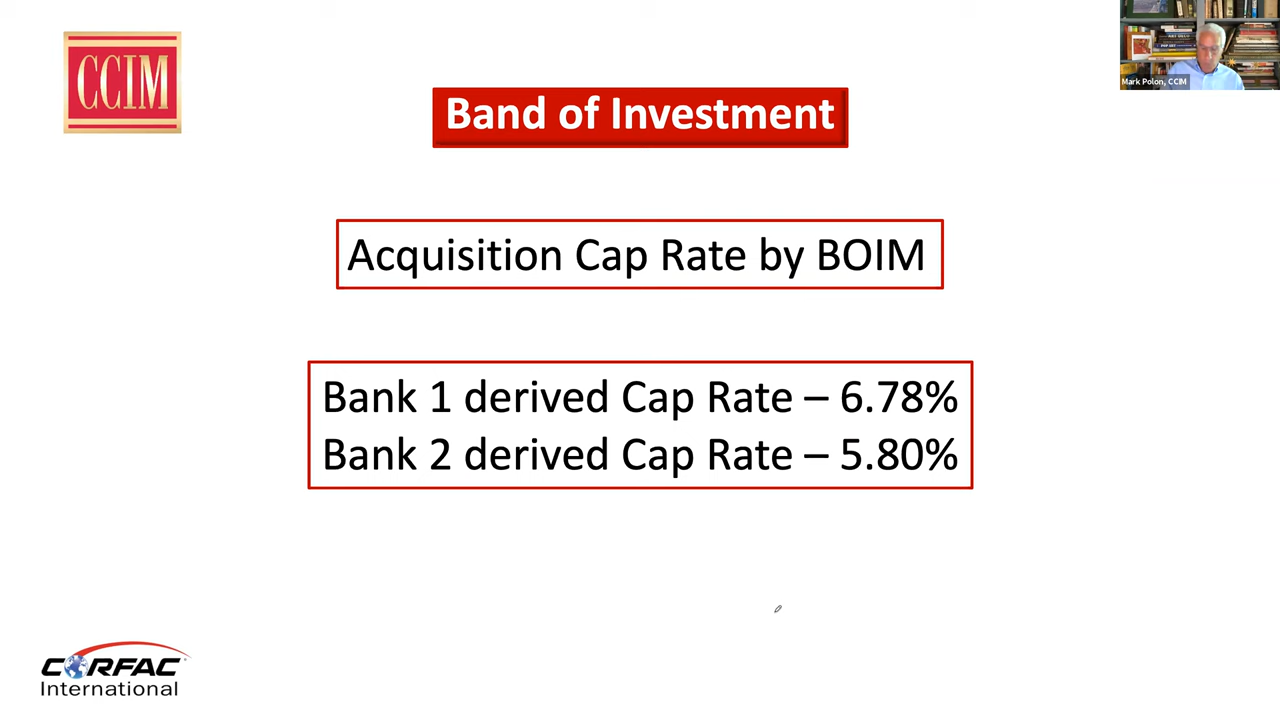 CCIM
Mark Polon, CCIM
Band of Investment
Acquisition Cap Rate by BOIM
Bank 1 derived Cap Rate – 6.78%
Bank 2 derived Cap Rate – 5.80%
CORFAC
International